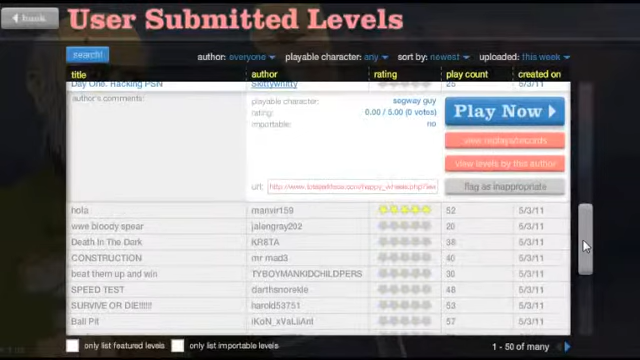 back
User Submitted Levels
search!
author: everyone
playable character: any
sort by: newest
uploaded: this week
title
author
rating
play count
created on
Day One. Hacking PSN
Skittywhitty
25
author's comments:
playable character: segway guy
rating: 0.00 / 5.00 (0 votes)
importable: no
Play Now
view replays/records
view levels by this author
flag as inappropriate
url:
hola manvir159 52 5/3/11
wwe bloody spear jalengray202 20 5/3/11
Death In The Dark KR8TA 38 5/3/11
CONSTRUCTION mr mad3 40 5/3/11
beat them up and win TYBOYMANKIDCHILDPERS 30 5/3/11
SPEED TEST darthsnorekle 48 5/3/11
SURVIVE OR DIE!!!!!! harold53751 53 5/3/11
Ball Pit iKoN_xVaLiiAnt 57 5/3/11
only list featured levels
only list importable levels
1 - 50 of many